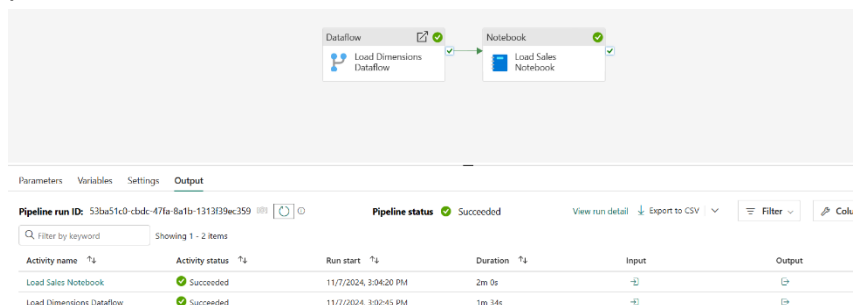 Dataflow
Notebook
Load Dimensions
Dataflow
Load Sales
Notebook
Parameters Variables Settings Output
Pipeline run ID: 53ba51c0-cbdc-47fa-8a1b-1313f39ec359 Pipeline status Succeeded View run detail Export to CSV Filter Colu
Filter by keyword Showing 1 - 2 items
Activity name Activity status Run start Duration Input Output
Load Sales Notebook Succeeded 11/7/2024, 3:04:20 PM 2m 0s
Load Dimensions Dataflow Succeeded 11/7/2024, 3:02:45 PM 1m 34s